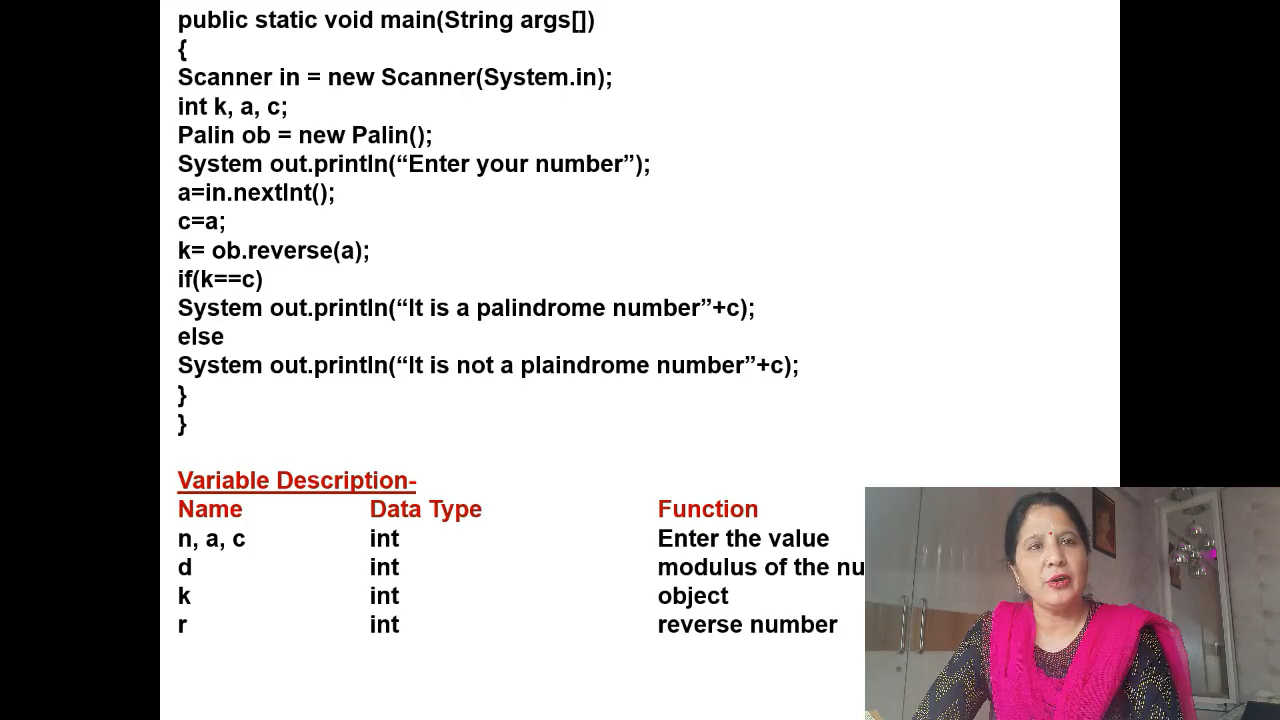 public static void main(String args[])
{
Scanner in = new Scanner(System.in);
int k, a, c;
Palin ob = new Palin();
System out.println(“Enter your number”);
a=in.nextInt();
c=a;
k= ob.reverse(a);
if(k==c)
System out.println(“It is a palindrome number”+c);
else
System out.println(“It is not a plaindrome number”+c);
}
}
Variable Description-
Name Data Type Function
n, a, c int Enter the value
d int modulus of the nu
k int object
r int reverse number